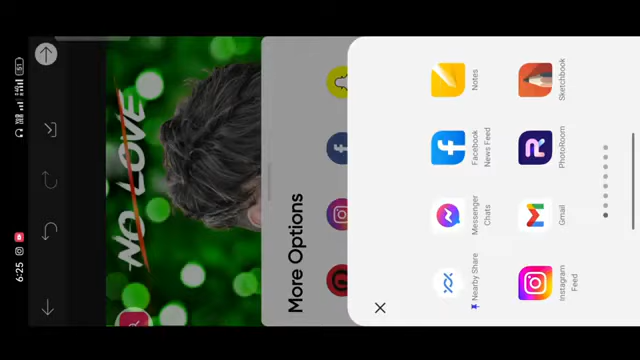 6:25
51
NO LOVE
More Options
Nearby Share
Messenger
Chats
Facebook
News Feed
Notes
Instagram
Feed
Gmail
PhotoRoom
Sketchbook